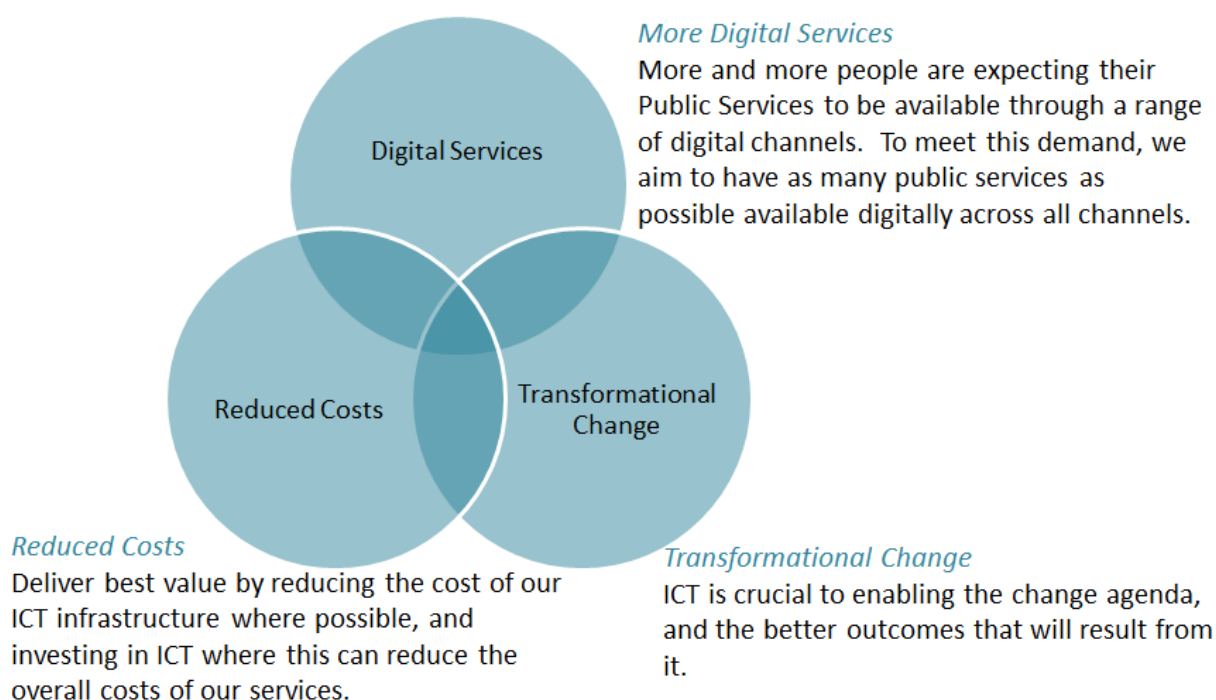 More Digital Services
More and more people are expecting their
Public Services to be available through a range
of digital channels.  To meet this demand, we
aim to have as many public services as
possible available digitally across all channels.
Digital Services
Reduced Costs
Transformational
Change
Reduced Costs
Deliver best value by reducing the cost of our
ICT infrastructure where possible, and
investing in ICT where this can reduce the
overall costs of our services.
Transformational Change
ICT is crucial to enabling the change agenda,
and the better outcomes that will result from
it.